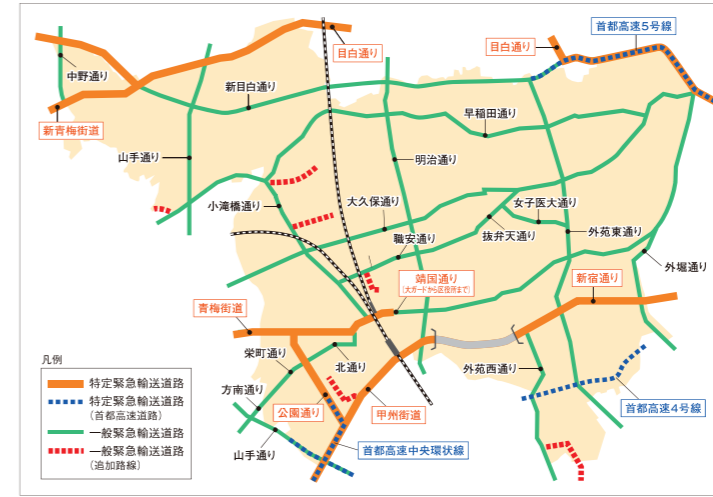 首都高速5号線
目白通り
目白通り
中野通り
新目白通り
早稲田通り
新青梅街道
山手通り
明治通り
小滝橋通り
大久保通り
女子医大通り
職安通り
抜弁天通り
外苑東通り
靖国通り
(大ガードから区役所まで)
新宿通り
外堀通り
青梅街道
栄町通り
北通り
外苑西通り
方南通り
公園通り
甲州街道
首都高速4号線
山手通り
首都高速中央環状線
凡例
特定緊急輸送道路
特定緊急輸送道路
(首都高速道路)
一般緊急輸送道路
一般緊急輸送道路
(追加路線)